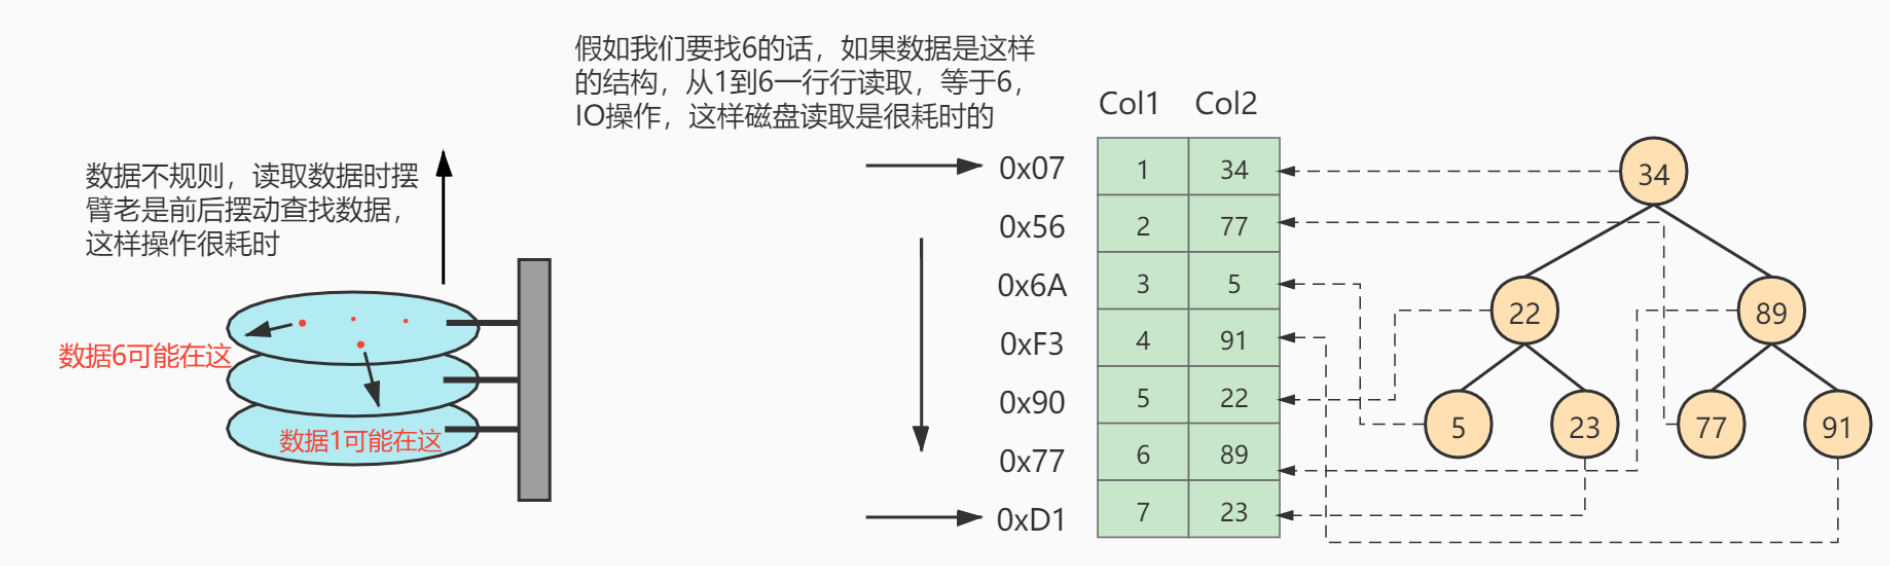 假如我们要找6的话，如果数据是这样
的结构，从1到6一行行读取，等于6，
IO操作，这样磁盘读取是很耗时的
数据不规则，读取数据时摆
臂老是前后摆动查找数据，
这样操作很耗时
数据6可能在这
数据1可能在这
Col1 Col2
0x07 1 34
0x56 2 77
0x6A 3 5
0xF3 4 91
0x90 5 22
0x77 6 89
0xD1 7 23
34
22 89
5 23 77 91